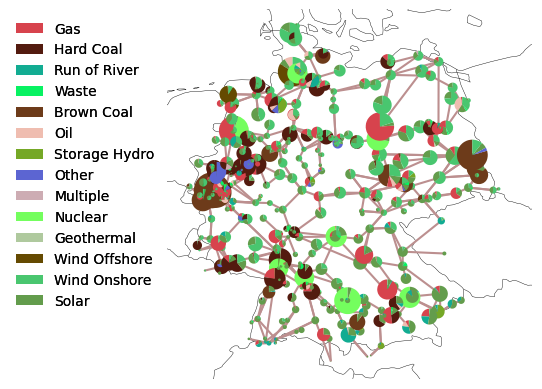 Gas
Hard Coal
Run of River
Waste
Brown Coal
Oil
Storage Hydro
Other
Multiple
Nuclear
Geothermal
Wind Offshore
Wind Onshore
Solar